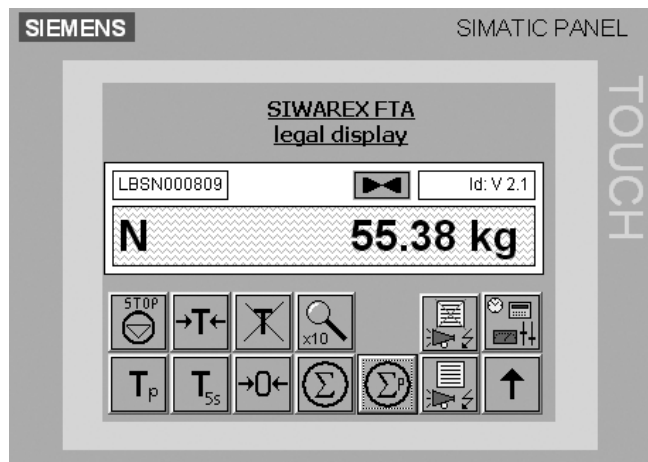 SIEMENS
SIMATIC PANEL
TOUCH
SIWAREX FTA
legal display
LBSN000809
Id: V 2.1
N 55.38 kg
STOP
→T← T x10
Tp T5s →0← Σ Σp